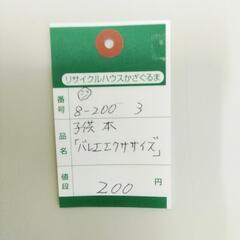 リサイクルハウスかざぐるま
番号 8-200 3
品名 子供本
「バレエエクササイズ」
値段 200 円